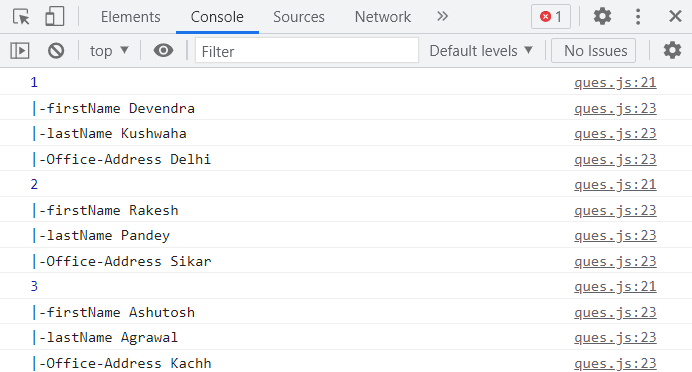 Elements Console Sources Network » 1
top ▼ Filter Default levels ▼ No Issues
1 ques.js:21
|-firstName Devendra ques.js:23
|-lastName Kushwaha ques.js:23
|-Office-Address Delhi ques.js:23
2 ques.js:21
|-firstName Rakesh ques.js:23
|-lastName Pandey ques.js:23
|-Office-Address Sikar ques.js:23
3 ques.js:21
|-firstName Ashutosh ques.js:23
|-lastName Agrawal ques.js:23
|-Office-Address Kachh ques.js:23